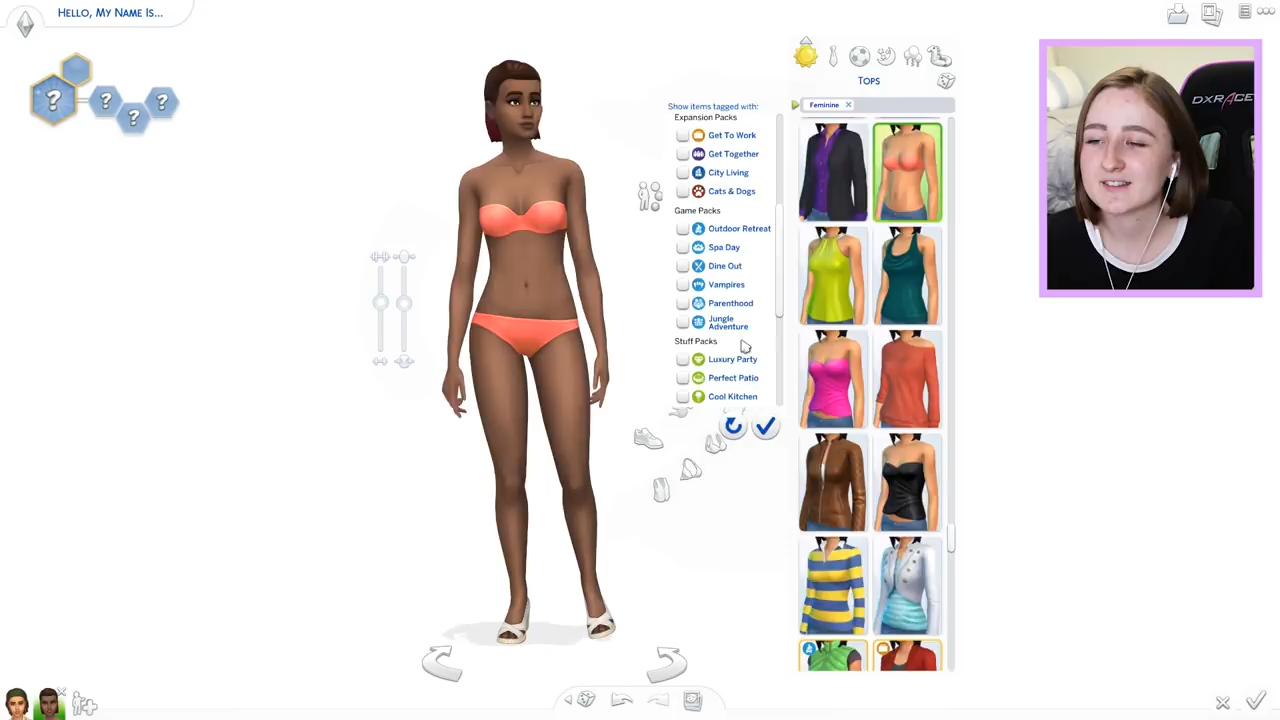 Hello, My Name Is...
Tops
Feminine
Show items tagged with:
Expansion Packs
Get To Work
Get Together
City Living
Cats & Dogs
Game Packs
Outdoor Retreat
Spa Day
Dine Out
Vampires
Parenthood
Jungle
Adventure
Stuff Packs
Luxury Party
Perfect Patio
Cool Kitchen
DXRACE